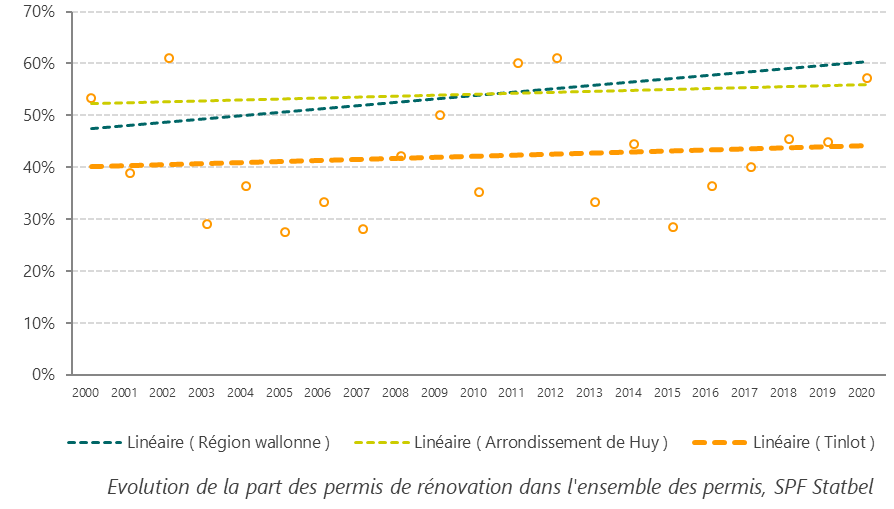 70%
60%
50%
40%
30%
20%
10%
0%
2000 2001 2002 2003 2004 2005 2006 2007 2008 2009 2010 2011 2012 2013 2014 2015 2016 2017 2018 2019 2020
Linéaire ( Région wallonne ) Linéaire ( Arrondissement de Huy ) Linéaire ( Tinlot )
Evolution de la part des permis de rénovation dans l'ensemble des permis, SPF Statbel